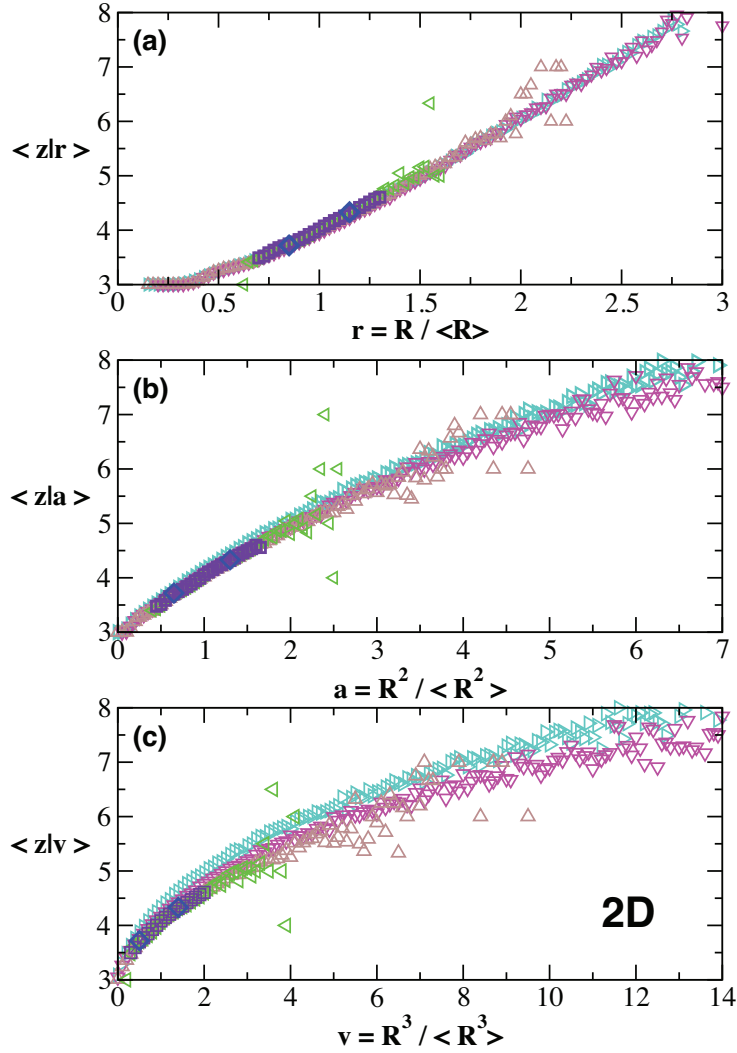 8
(a)
7
6
< z|r >
5
4
3
0 0.5 1 1.5 2 2.5 3
r = R / <R>
8
(b)
7
6
< z|a >
5
4
3
0 1 2 3 4 5 6 7
a = R² / < R² >
8
(c)
7
6
< z|v >
5
4
2D
3
0 2 4 6 8 10 12 14
v = R³ / < R³ >